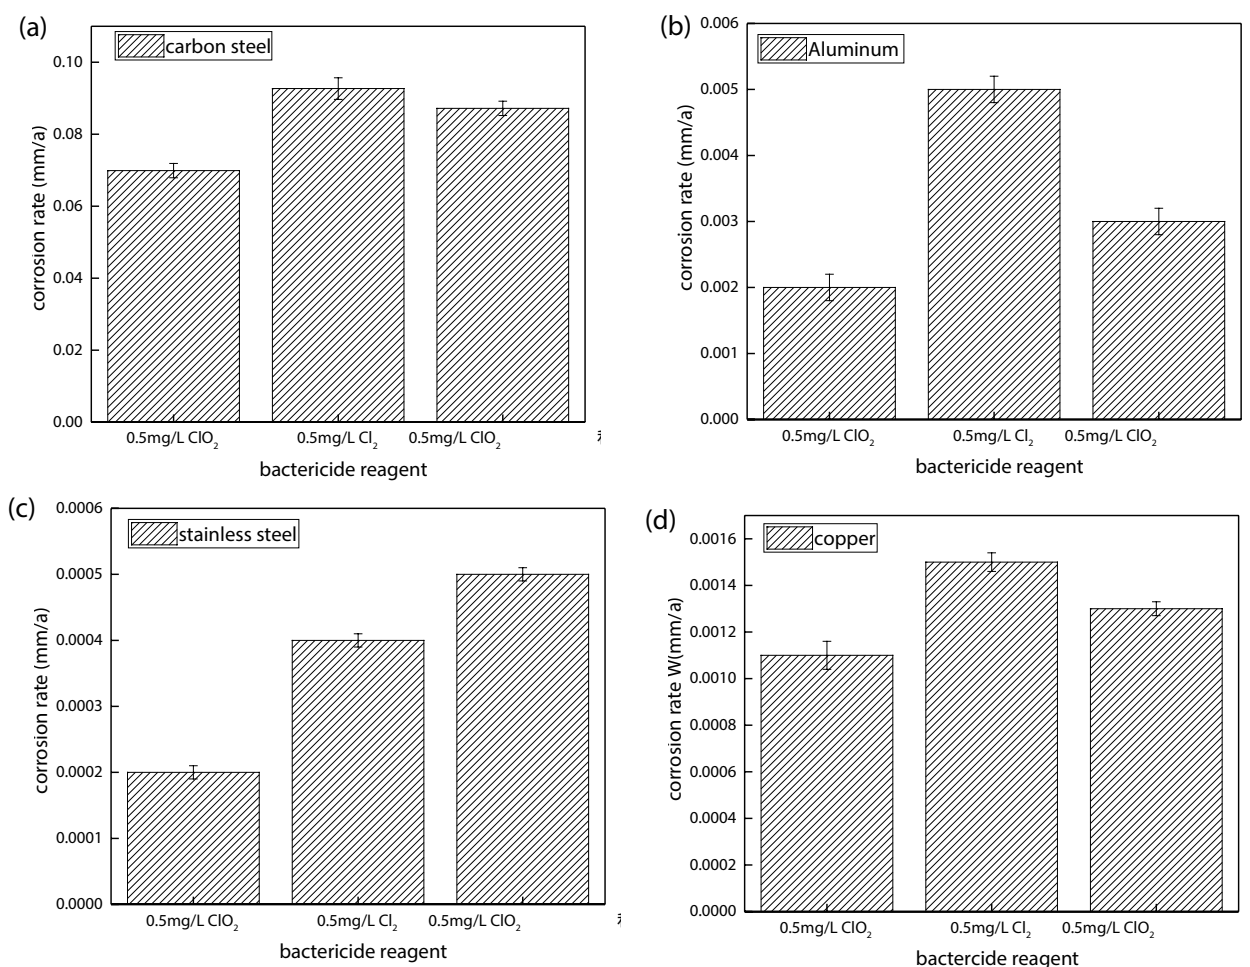 (a)
carbon steel
0.10
0.08
0.06
0.04
0.02
0.00
corrosion rate (mm/a)
0.5mg/L ClO₂ 0.5mg/L Cl₂ 0.5mg/L ClO₂
bactericide reagent
(b)
Aluminum
0.006
0.005
0.004
0.003
0.002
0.001
0.000
corrosion rate (mm/a)
0.5mg/L ClO₂ 0.5mg/L Cl₂ 0.5mg/L ClO₂
bactericide reagent
(c)
stainless steel
0.0006
0.0005
0.0004
0.0003
0.0002
0.0001
0.0000
corrosion rate (mm/a)
0.5mg/L ClO₂ 0.5mg/L Cl₂ 0.5mg/L ClO₂
bactericide reagent
(d)
copper
0.0016
0.0014
0.0012
0.0010
0.0008
0.0006
0.0004
0.0002
0.0000
corrosion rate W(mm/a)
0.5mg/L ClO₂ 0.5mg/L Cl₂ 0.5mg/L ClO₂
bactercide reagent